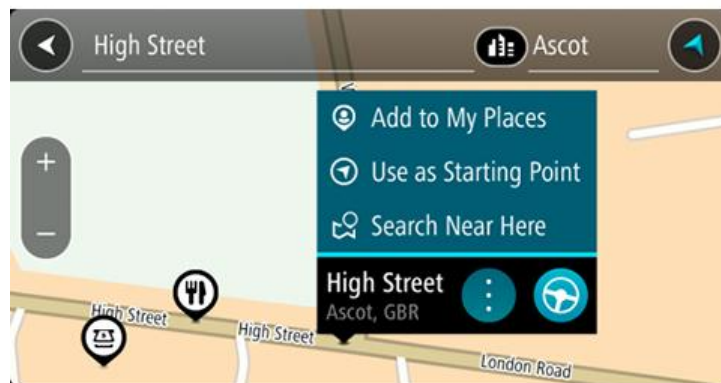 High Street
Ascot
Add to My Places
Use as Starting Point
Search Near Here
High Street
Ascot, GBR
High Street
High Street
London Road